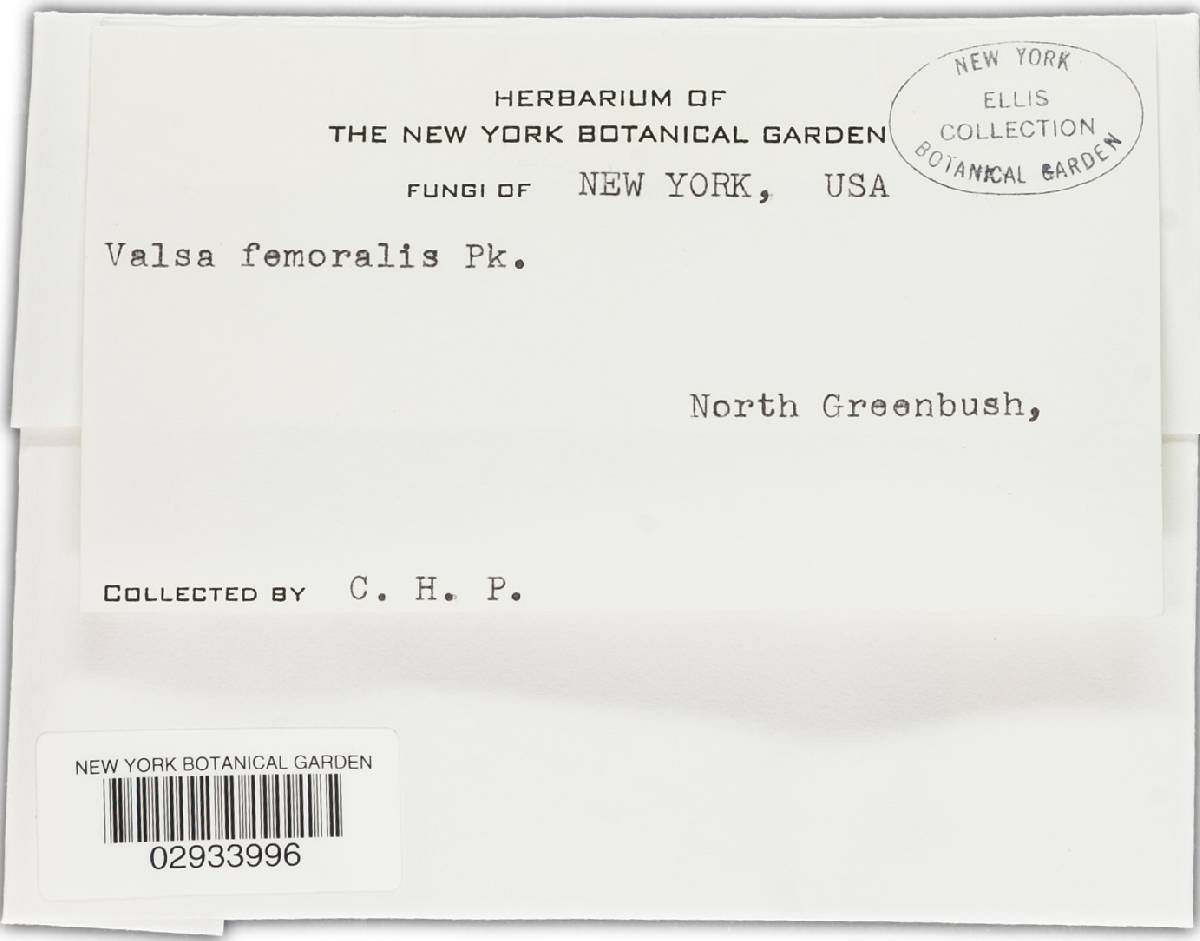 HERBARIUM OF
THE NEW YORK BOTANICAL GARDEN
FUNGI OF NEW YORK, USA
NEW YORK
ELLIS
COLLECTION
BOTANICAL GARDEN
Valsa femoralis Pk.
North Greenbush,
COLLECTED BY C. H. P.
NEW YORK BOTANICAL GARDEN
02933996